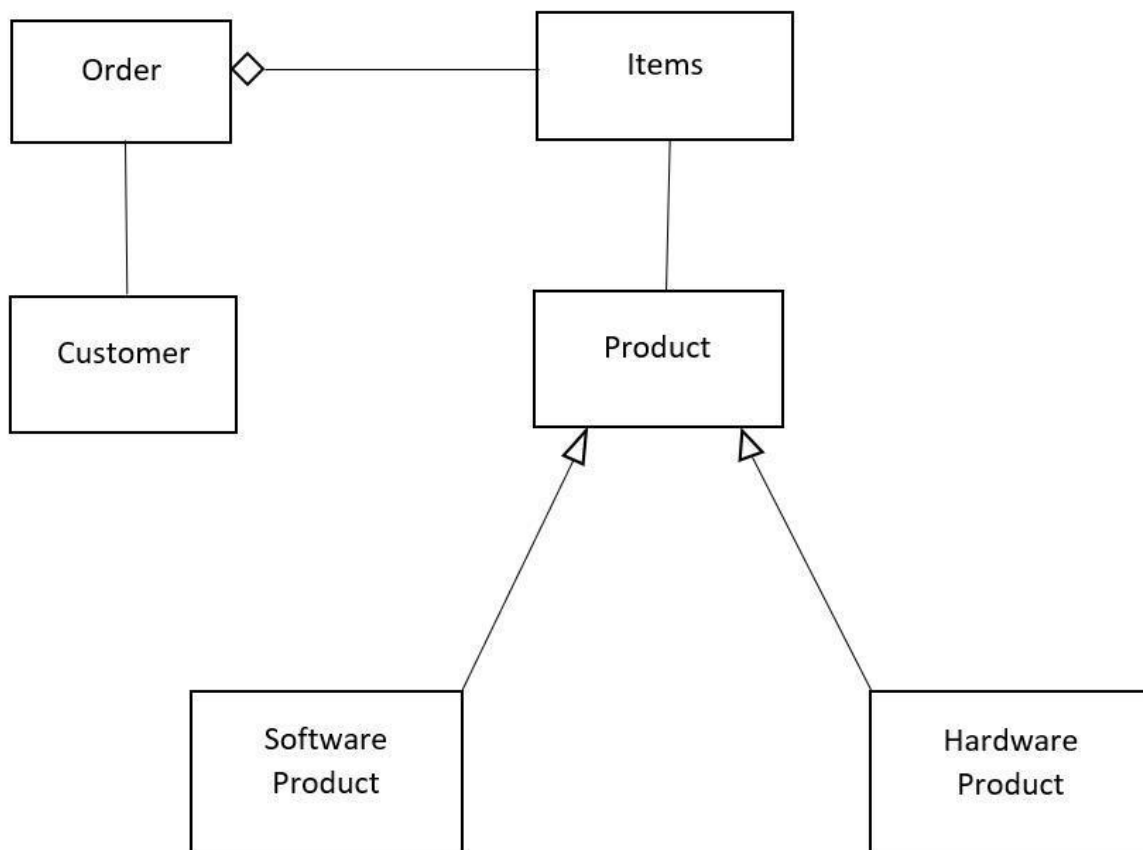 Order
Items
Customer
Product
Software
Product
Hardware
Product